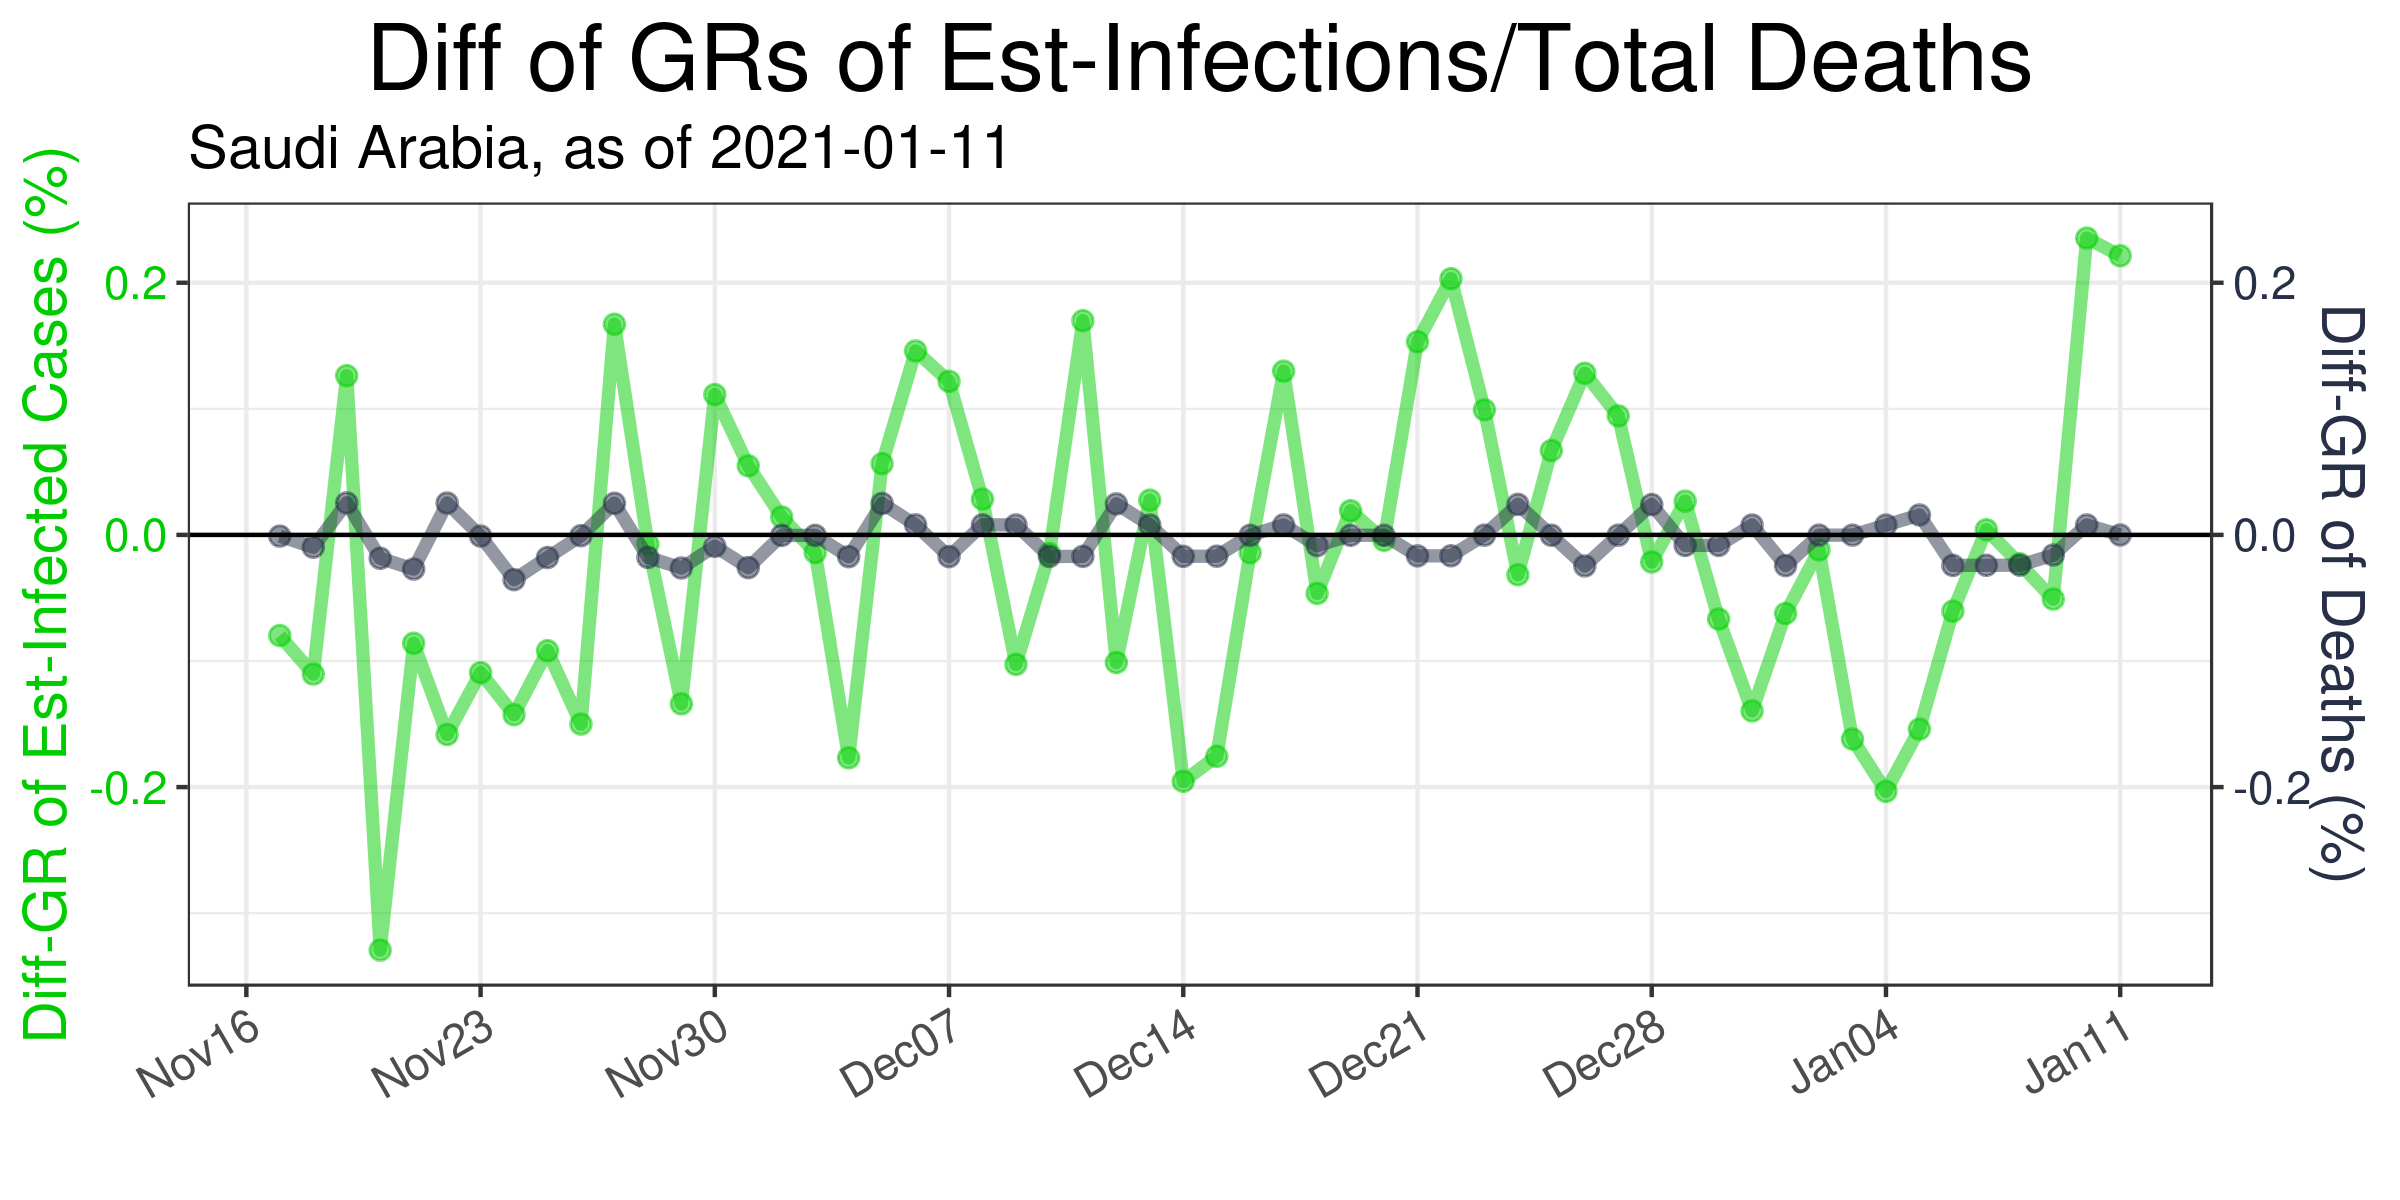 Diff of GRs of Est-Infections/Total Deaths
Saudi Arabia, as of 2021-01-11
Diff-GR of Est-Infected Cases (%)
0.2
0.0
-0.2
0.2
0.0
-0.2
Diff-GR of Deaths (%)
Nov16
Nov23
Nov30
Dec07
Dec14
Dec21
Dec28
Jan04
Jan11